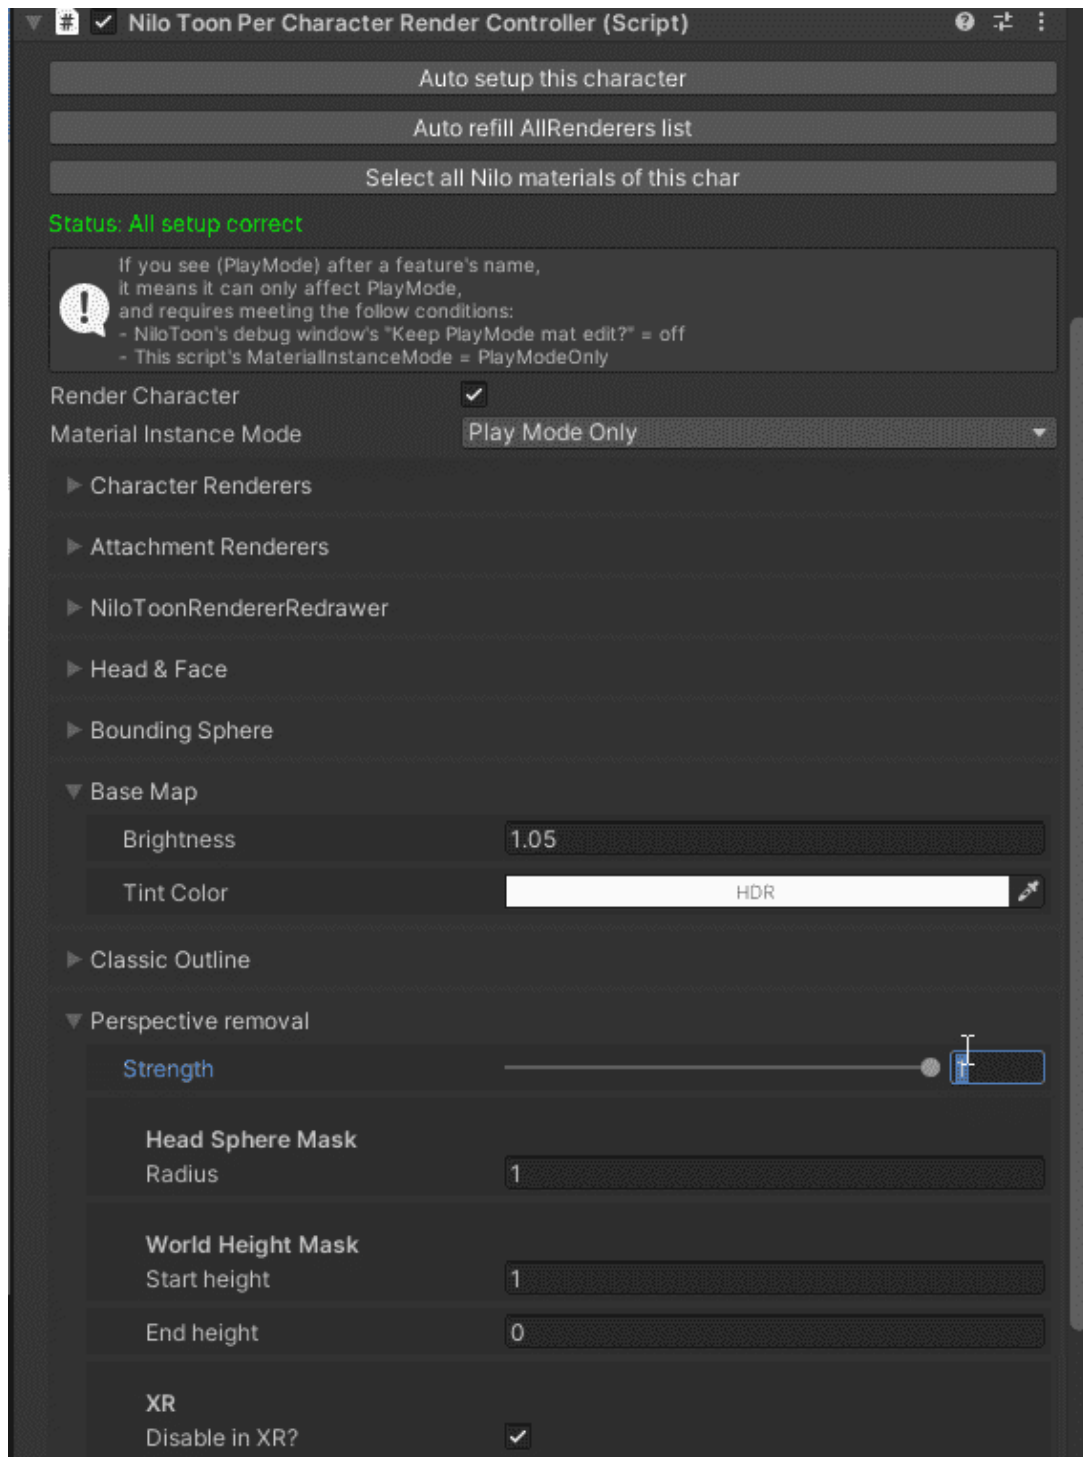 Nilo Toon Per Character Render Controller (Script)
Auto setup this character
Auto refill AllRenderers list
Select all Nilo materials of this char
Status: All setup correct
If you see (PlayMode) after a feature's name,
it means it can only affect PlayMode,
and requires meeting the follow conditions:
- NiloToon's debug window's "Keep PlayMode mat edit?" = off
- This script's MaterialInstanceMode = PlayModeOnly
Render Character
Material Instance Mode Play Mode Only
Character Renderers
Attachment Renderers
NiloToonRendererRedrawer
Head & Face
Bounding Sphere
Base Map
Brightness 1.05
Tint Color HDR
Classic Outline
Perspective removal
Strength 1
Head Sphere Mask
Radius 1
World Height Mask
Start height 1
End height 0
XR
Disable in XR?